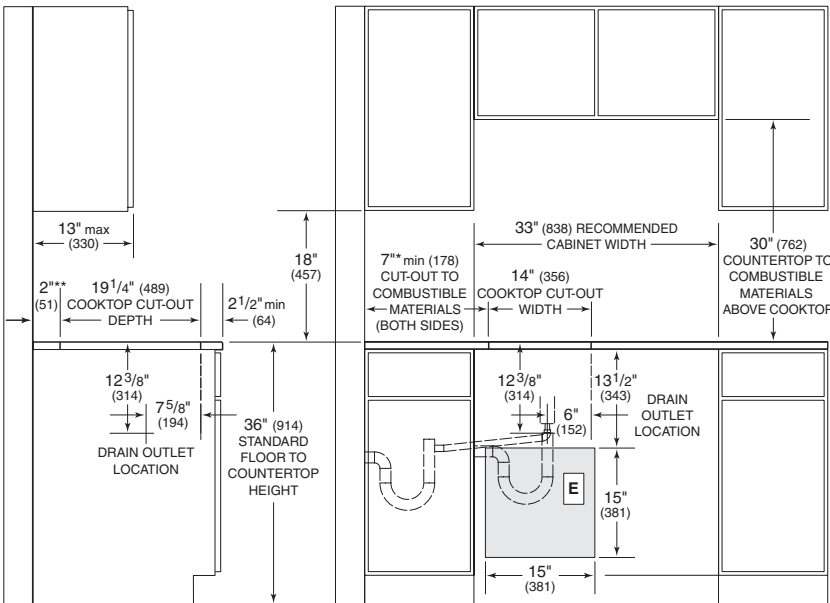 13" max
(330)
18"
(457)
2"**
(51)
19 1/4" (489)
COOKTOP CUT-OUT
DEPTH
2 1/2" min
(64)
12 3/8"
(314)
7 5/8"
(194)
DRAIN OUTLET
LOCATION
36" (914)
STANDARD
FLOOR TO
COUNTERTOP
HEIGHT
33" (838) RECOMMENDED
CABINET WIDTH
7"* min (178)
CUT-OUT TO
COMBUSTIBLE
MATERIALS
(BOTH SIDES)
14" (356)
COOKTOP CUT-OUT
WIDTH
30" (762)
COUNTERTOP TO
COMBUSTIBLE
MATERIALS
ABOVE COOKTOP
12 3/8"
(314)
13 1/2"
(343)
6"
(152)
DRAIN
OUTLET
LOCATION
E
15"
(381)
15"
(381)